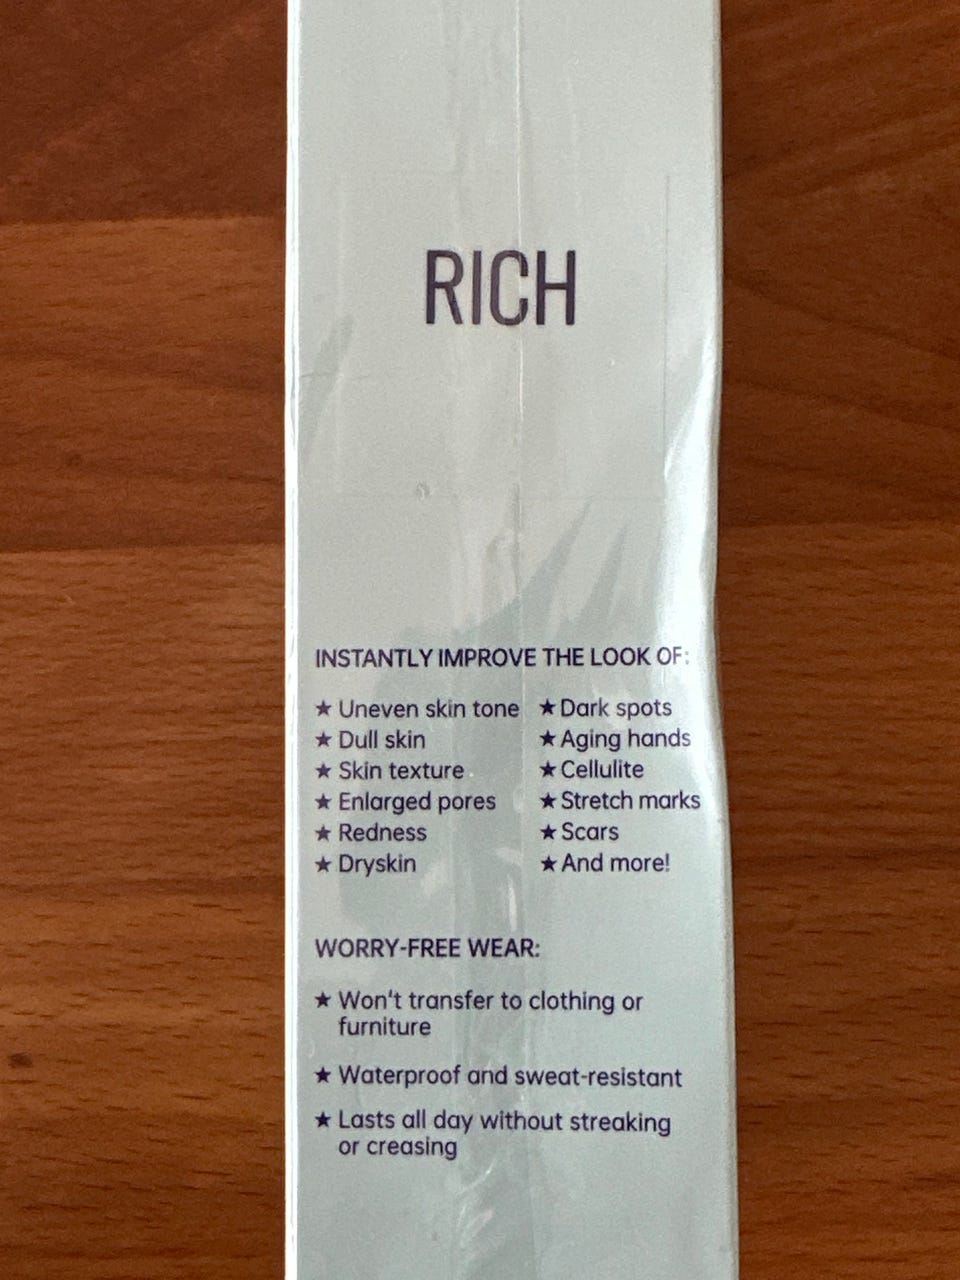 RICH
INSTANTLY IMPROVE THE LOOK OF:
★ Uneven skin tone
★ Dull skin
★ Skin texture
★ Enlarged pores
★ Redness
★ Dryskin
★ Dark spots
★ Aging hands
★ Cellulite
★ Stretch marks
★ Scars
★ And more!
WORRY-FREE WEAR:
★ Won't transfer to clothing or
furniture
★ Waterproof and sweat-resistant
★ Lasts all day without streaking
or creasing